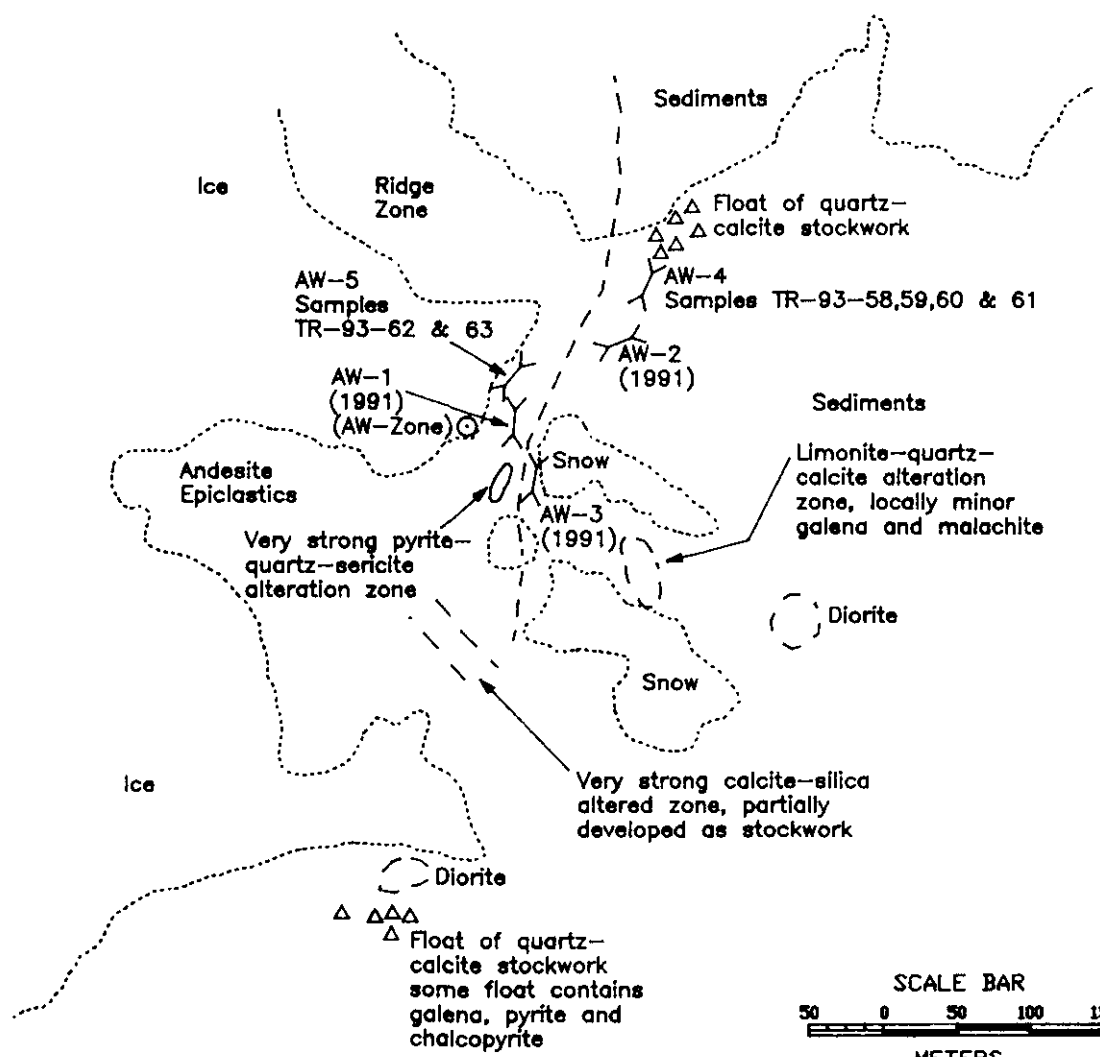 Sediments
Ice
Ridge
Zone
Float of quartz-
calcite stockwork
AW-5
Samples
TR-93-62 & 63
AW-4
Samples TR-93-58,59,60 & 61
AW-2
(1991)
AW-1
(1991)
(AW-Zone)
Sediments
Andesite
Epiclastics
Snow
Limonite-quartz-
calcite alteration
zone, locally minor
galena and malachite
AW-3
(1991)
Very strong pyrite-
quartz-sericite
alteration zone
Diorite
Snow
Ice
Very strong calcite-silica
altered zone, partially
developed as stockwork
Diorite
Float of quartz-
calcite stockwork
some float contains
galena, pyrite and
chalcopyrite
SCALE BAR
50 0 50 100
METERS